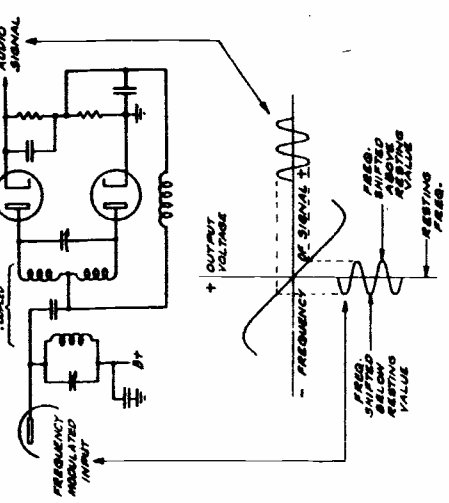 AUDIO
SIGNAL
B+
FREQUENCY
MODULATED
INPUT
+ OUTPUT
VOLTAGE
- FREQUENCY OF SIGNAL +
FREQ.
SHIFTED
ABOVE
RESTING
VALUE
RESTING
FREQ.
FREQ.
SHIFTED
BELOW
RESTING
VALUE